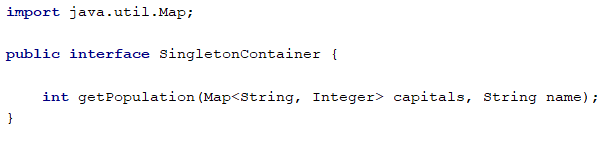 import java.util.Map;
public interface SingletonContainer {
int getPopulation(Map<String, Integer> capitals, String name);
}